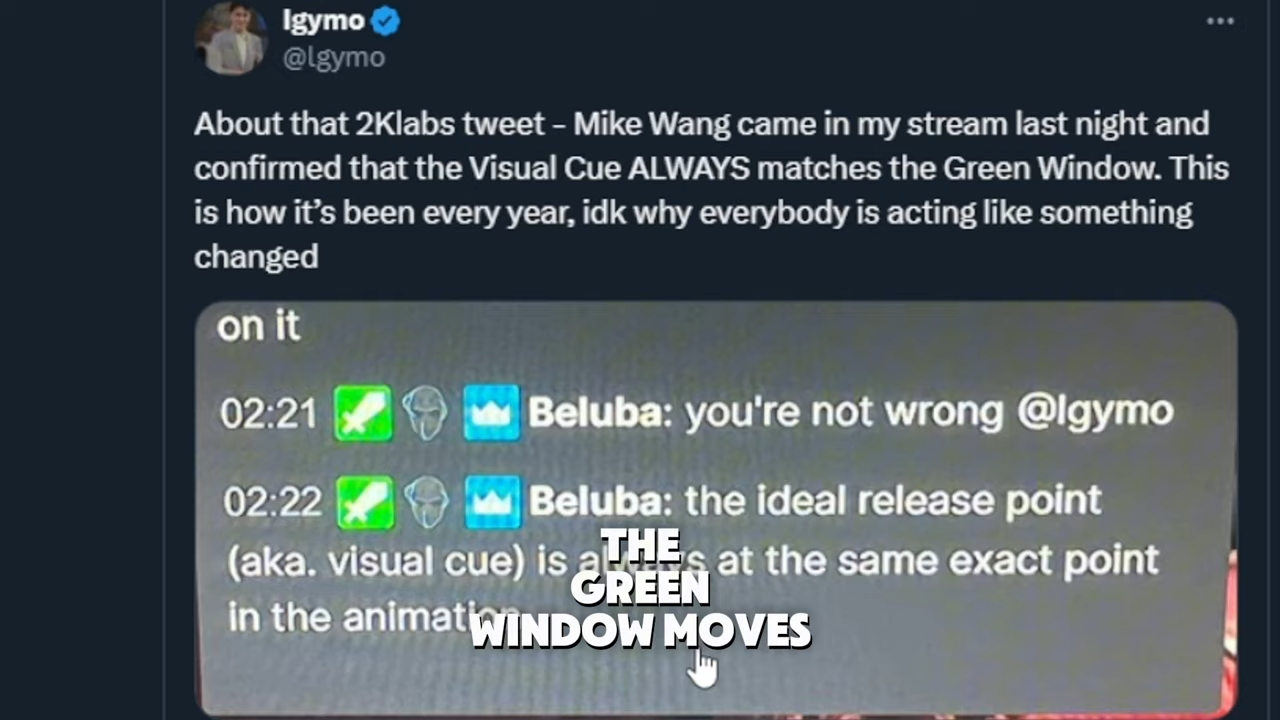 lgymo
@lgymo
About that 2Klabs tweet – Mike Wang came in my stream last night and
confirmed that the Visual Cue ALWAYS matches the Green Window. This
is how it’s been every year, idk why everybody is acting like something
changed
on it
02:21 Beluba: you're not wrong @lgymo
02:22 Beluba: the ideal release point
(aka. visual cue) is always at the same exact point
in the animation
THE
GREEN
WINDOW MOVES